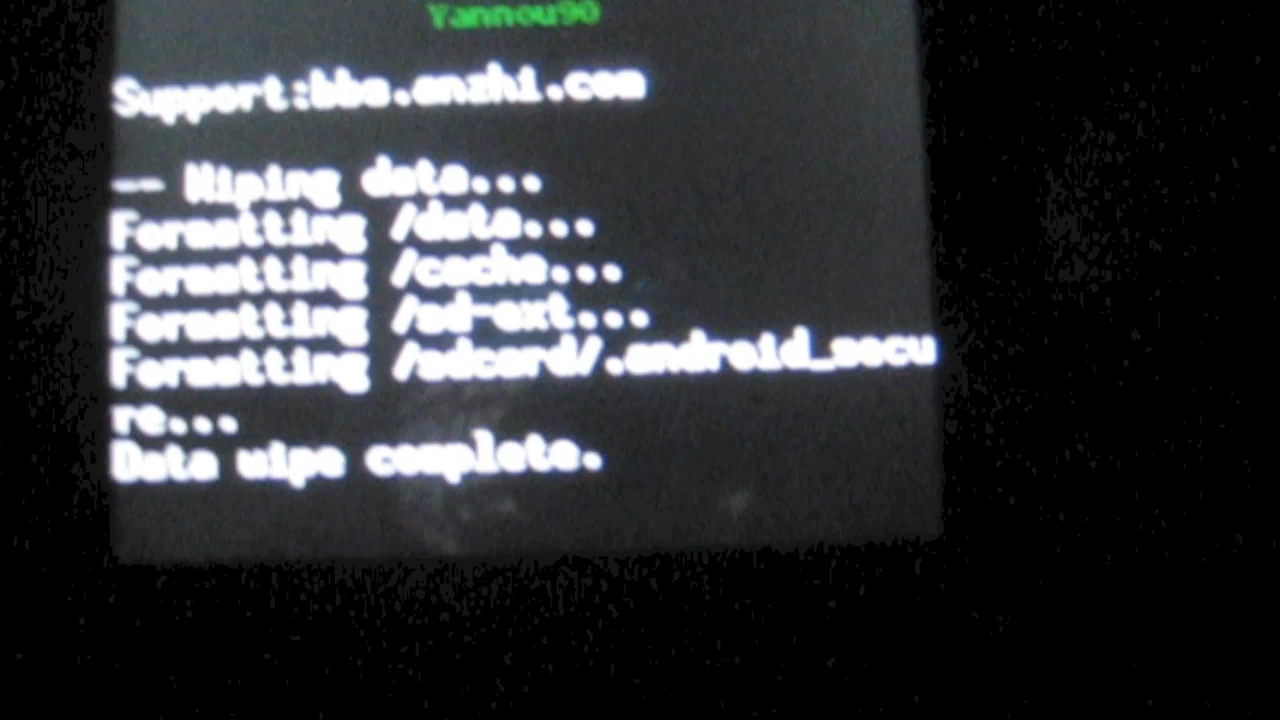 Yannou90
Support:bbs.anzhi.com
-- Wiping data...
Formatting /data...
Formatting /cache...
Formatting /sd-ext...
Formatting /sdcard/.android_secu
re...
Data wipe complete.